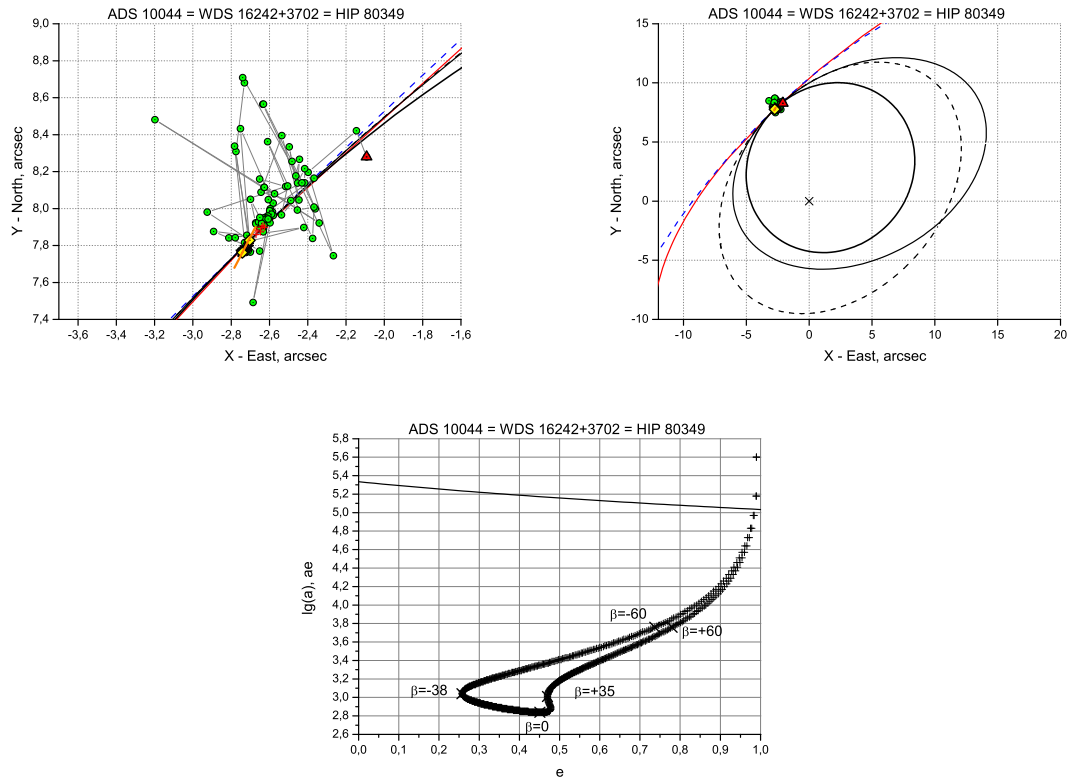 ADS 10044 = WDS 16242+3702 = HIP 80349
9,0
8,8
8,6
8,4
8,2
8,0
7,8
7,6
7,4
Y - North, arcsec
-3,6 -3,4 -3,2 -3,0 -2,8 -2,6 -2,4 -2,2 -2,0 -1,8 -1,6
X - East, arcsec
ADS 10044 = WDS 16242+3702 = HIP 80349
15
10
5
0
-5
-10
Y - North, arcsec
-10 -5 0 5 10 15 20
X - East, arcsec
ADS 10044 = WDS 16242+3702 = HIP 80349
5,8
5,6
5,4
5,2
5,0
4,8
4,6
4,4
4,2
4,0
3,8
3,6
3,4
3,2
3,0
2,8
2,6
lg(a), ae
β=-60
β=+60
β=-38
β=+35
β=0
0,0 0,1 0,2 0,3 0,4 0,5 0,6 0,7 0,8 0,9 1,0
e